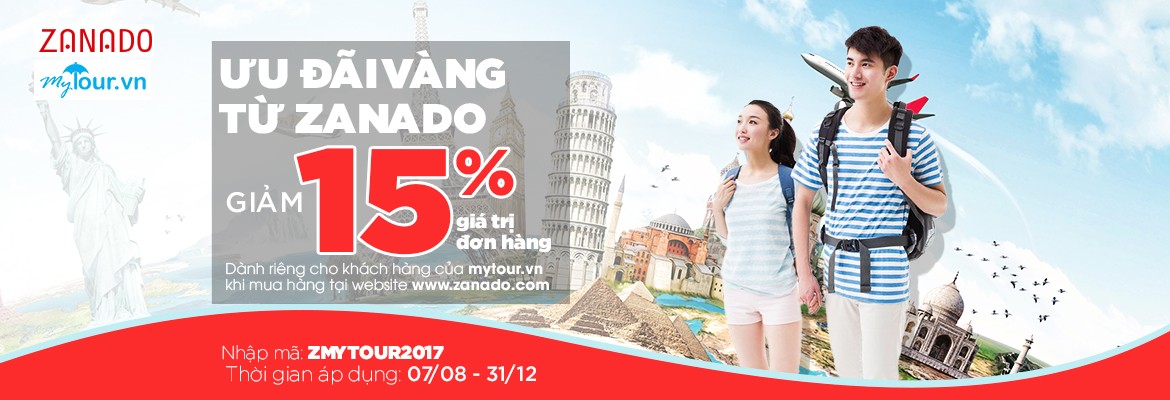 ZANADO
mytour.vn
ƯU ĐÃI VÀNG
TỪ ZANADO
GIẢM 15%
giá trị
đơn hàng
Dành riêng cho khách hàng của mytour.vn
khi mua hàng tại website www.zanado.com
Nhập mã: ZMYTOUR2017
Thời gian áp dụng: 07/08 - 31/12